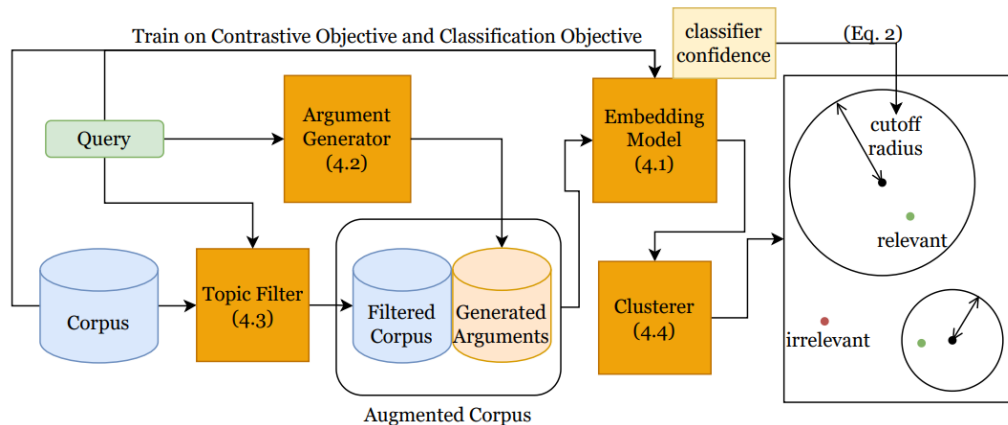 Train on Contrastive Objective and Classification Objective
classifier
confidence
(Eq. 2)
Query
Argument
Generator
(4.2)
Embedding
Model
(4.1)
cutoff
radius
relevant
Corpus
Topic Filter
(4.3)
Filtered
Corpus
Generated
Arguments
Clusterer
(4.4)
irrelevant
Augmented Corpus